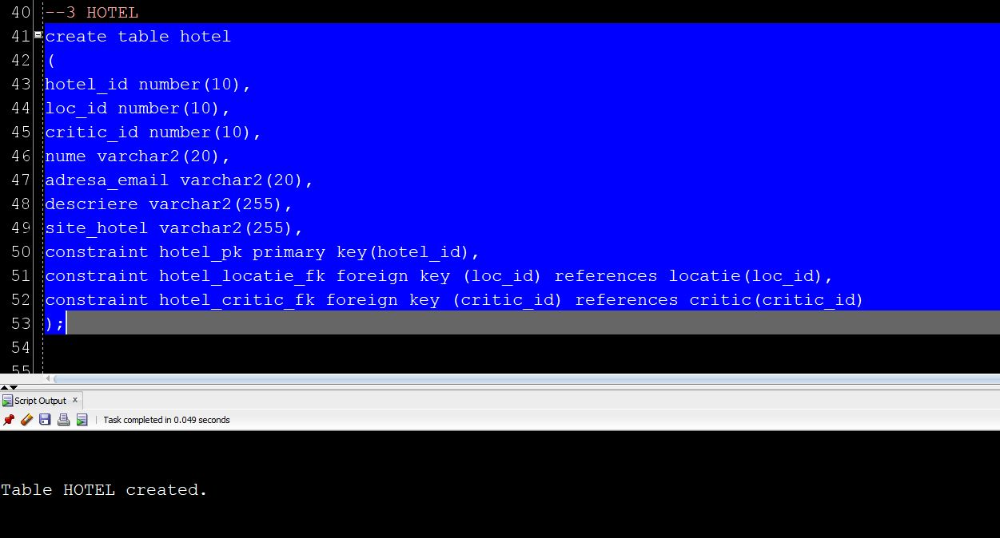 40 --3 HOTEL
41 create table hotel
42 (
43 hotel_id number(10),
44 loc_id number(10),
45 critic_id number(10),
46 nume varchar2(20),
47 adresa_email varchar2(20),
48 descriere varchar2(255),
49 site_hotel varchar2(255),
50 constraint hotel_pk primary key(hotel_id),
51 constraint hotel_locatie_fk foreign key (loc_id) references locatie(loc_id),
52 constraint hotel_critic_fk foreign key (critic_id) references critic(critic_id)
53 );
54
55
Script Output x
Task completed in 0.049 seconds
Table HOTEL created.